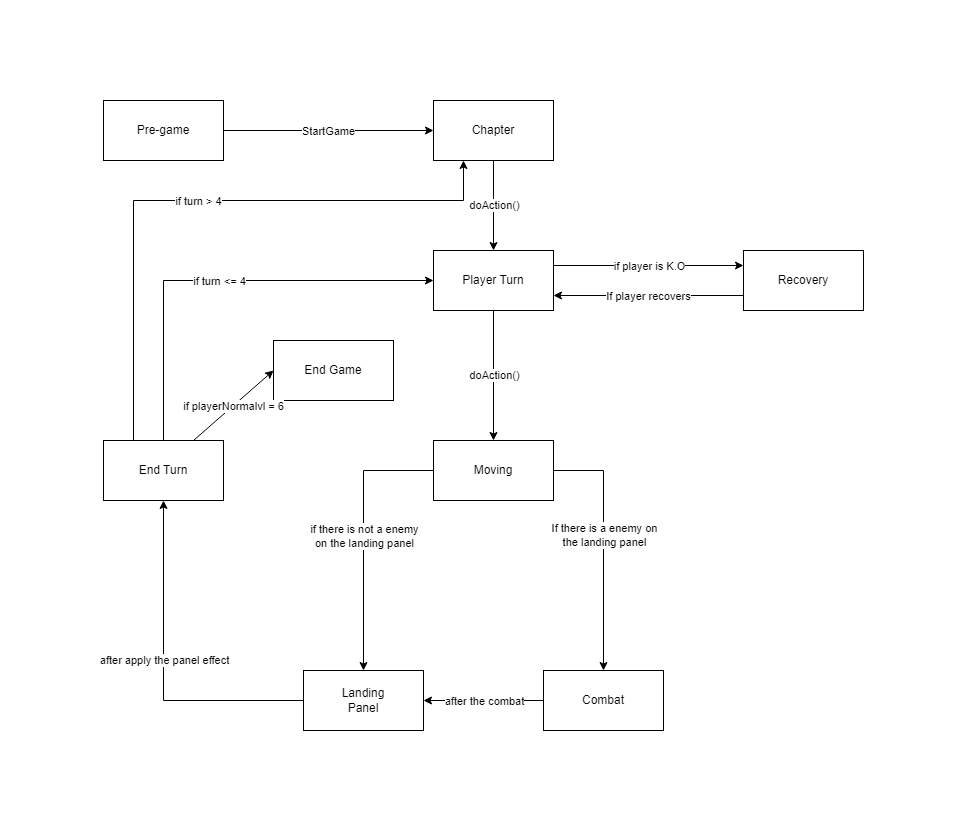 Pre-game
StartGame
Chapter
if turn > 4
doAction()
if turn <= 4
Player Turn
if player is K.O
If player recovers
Recovery
End Game
doAction()
if playerNormalvl = 6
End Turn
Moving
if there is not a enemy
on the landing panel
If there is a enemy on
the landing panel
after apply the panel effect
Landing
Panel
after the combat
Combat